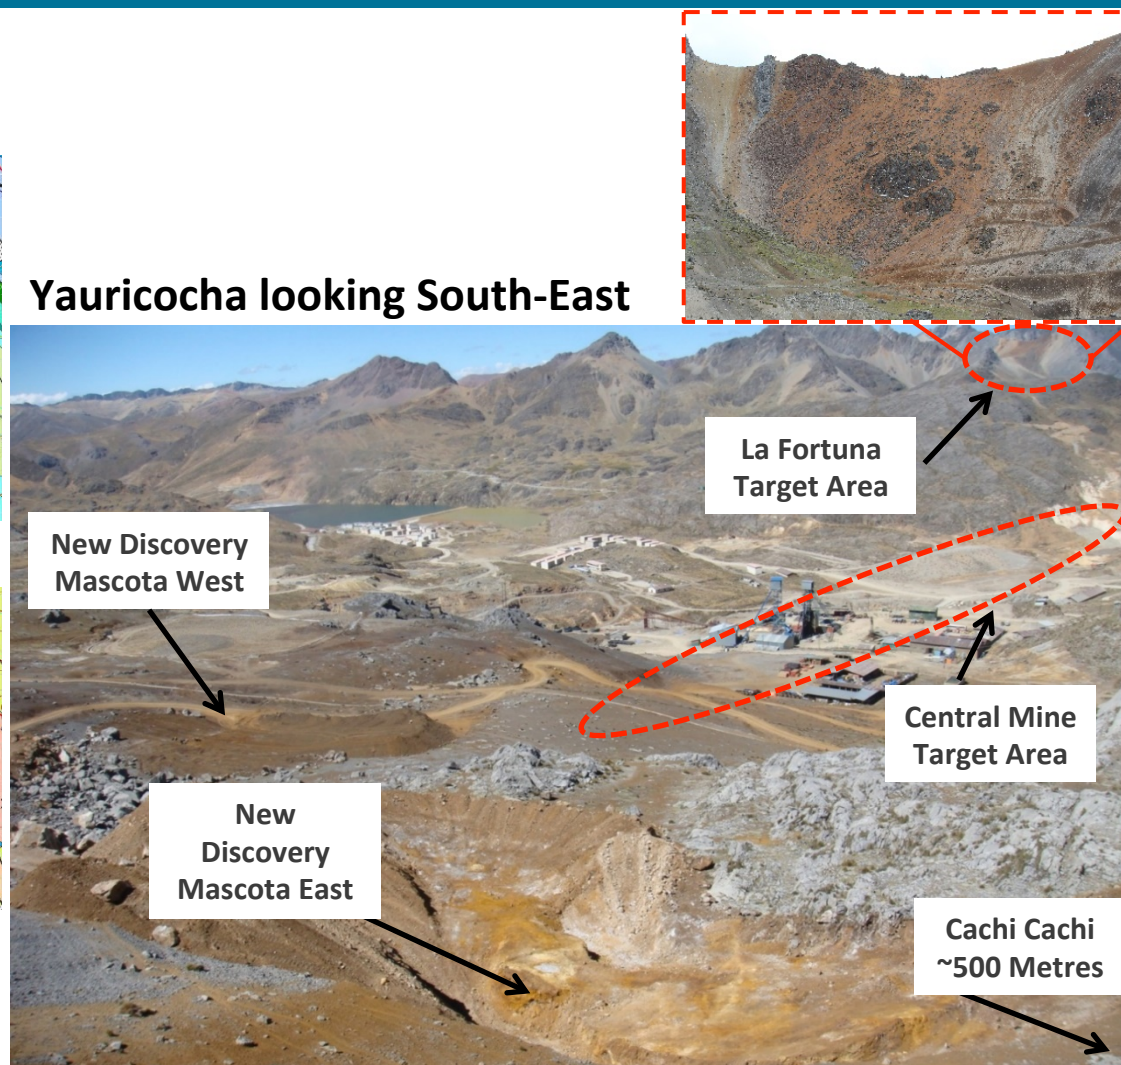 Yauricocha looking South-East
La Fortuna
Target Area
New Discovery
Mascota West
Central Mine
Target Area
New
Discovery
Mascota East
Cachi Cachi
~500 Metres